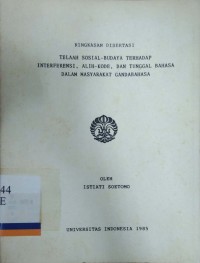 RINGKASAN DISERTASI
TELAAH SOSIAL-BUDAYA TERHADAP
INTERFERENSI, ALIH-KODE, DAN TUNGGAL BAHASA
DALAM MASYARAKAT GANDABAHASA
OLEH
ISTIATI SOETOMO
UNIVERSITAS INDONESIA 1985
44
E